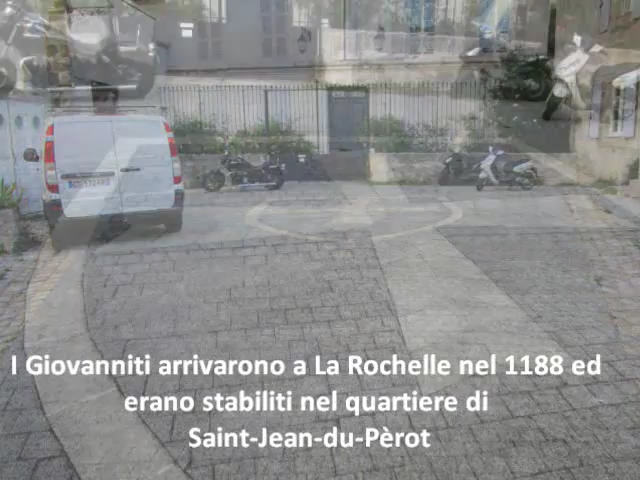 I Giovanniti arrivarono a La Rochelle nel 1188 ed
erano stabiliti nel quartiere di
Saint-Jean-du-Pèrot